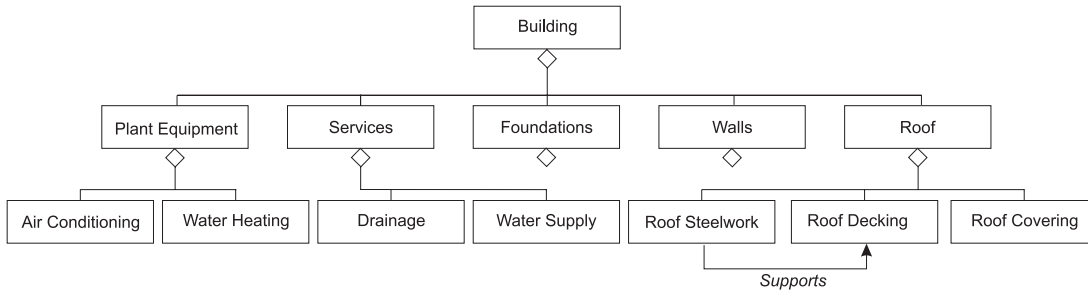 Building
Plant Equipment
Services
Foundations
Walls
Roof
Air Conditioning
Water Heating
Drainage
Water Supply
Roof Steelwork
Roof Decking
Roof Covering
Supports